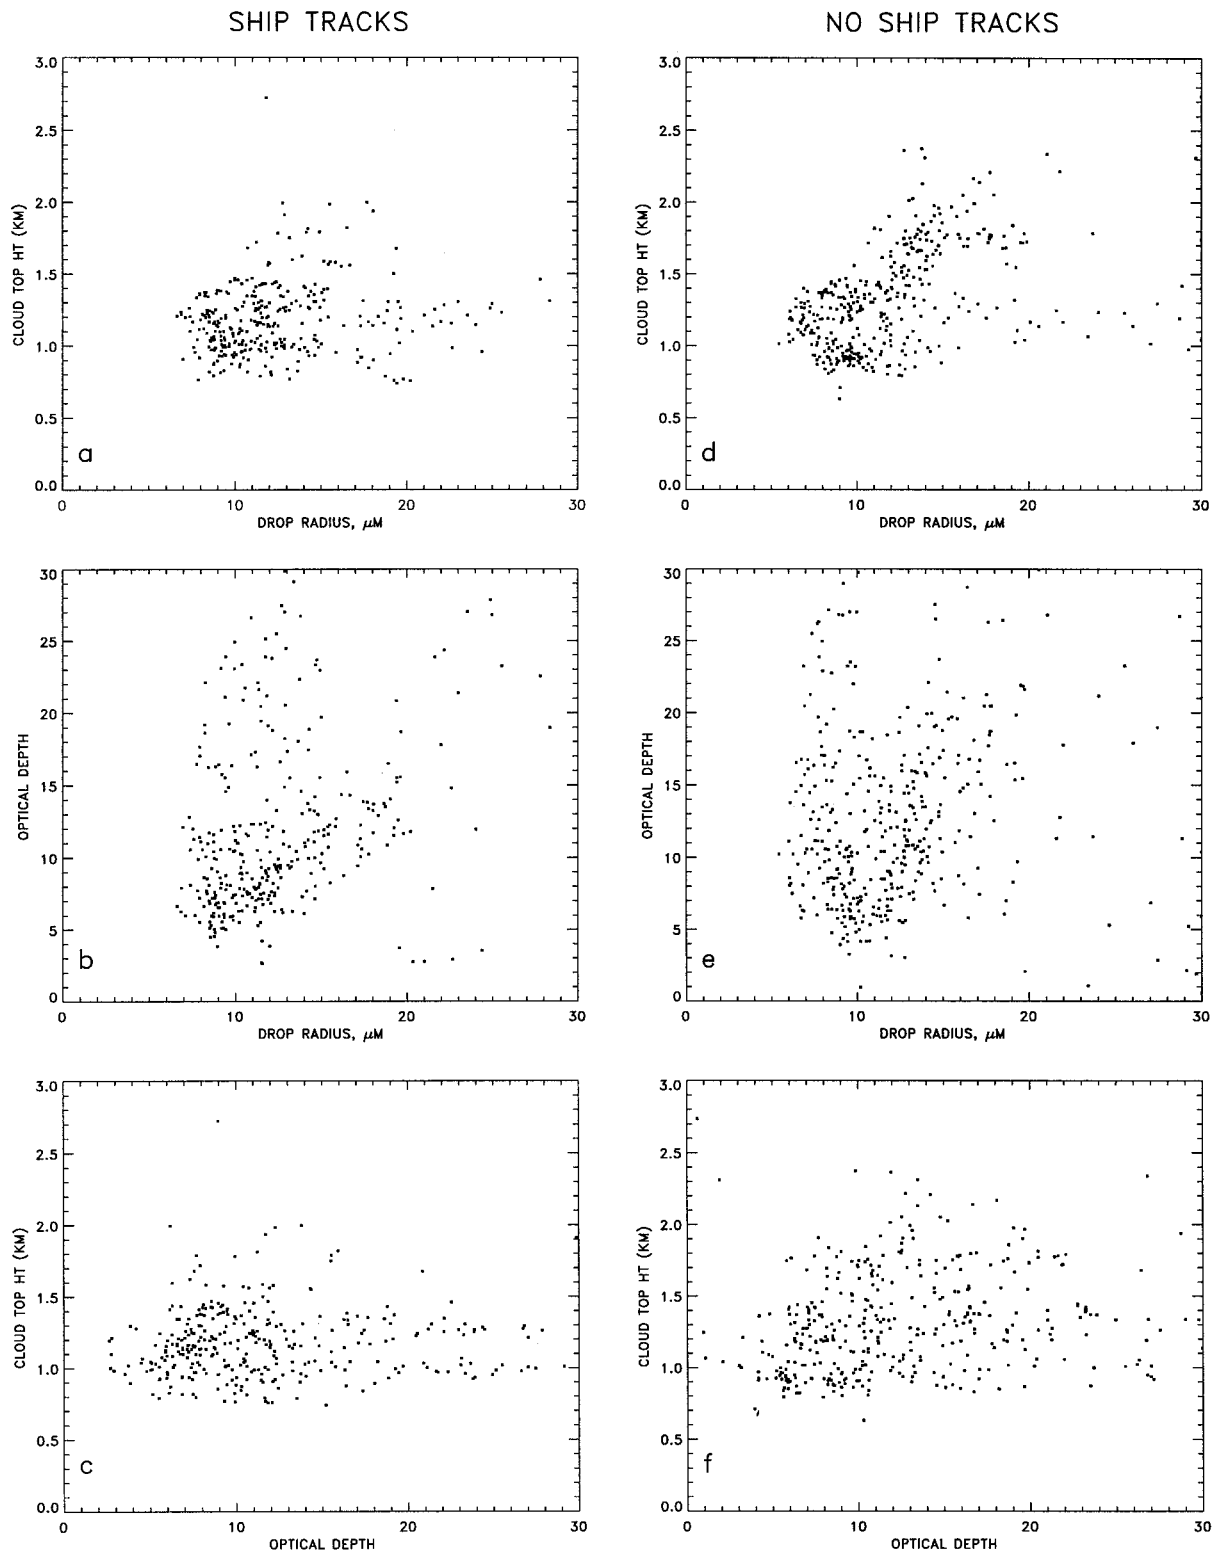 SHIP TRACKS
NO SHIP TRACKS
3.0
2.5
2.0
1.5
1.0
0.5
0.0
CLOUD TOP HT (KM)
a
0 10 20 30
DROP RADIUS, μM
3.0
2.5
2.0
1.5
1.0
0.5
0.0
CLOUD TOP HT (KM)
d
0 10 20 30
DROP RADIUS, μM
30
25
20
15
10
5
0
OPTICAL DEPTH
b
0 10 20 30
DROP RADIUS, μM
30
25
20
15
10
5
0
OPTICAL DEPTH
e
0 10 20 30
DROP RADIUS, μM
3.0
2.5
2.0
1.5
1.0
0.5
0.0
CLOUD TOP HT (KM)
c
0 10 20 30
OPTICAL DEPTH
3.0
2.5
2.0
1.5
1.0
0.5
0.0
CLOUD TOP HT (KM)
f
0 10 20 30
OPTICAL DEPTH